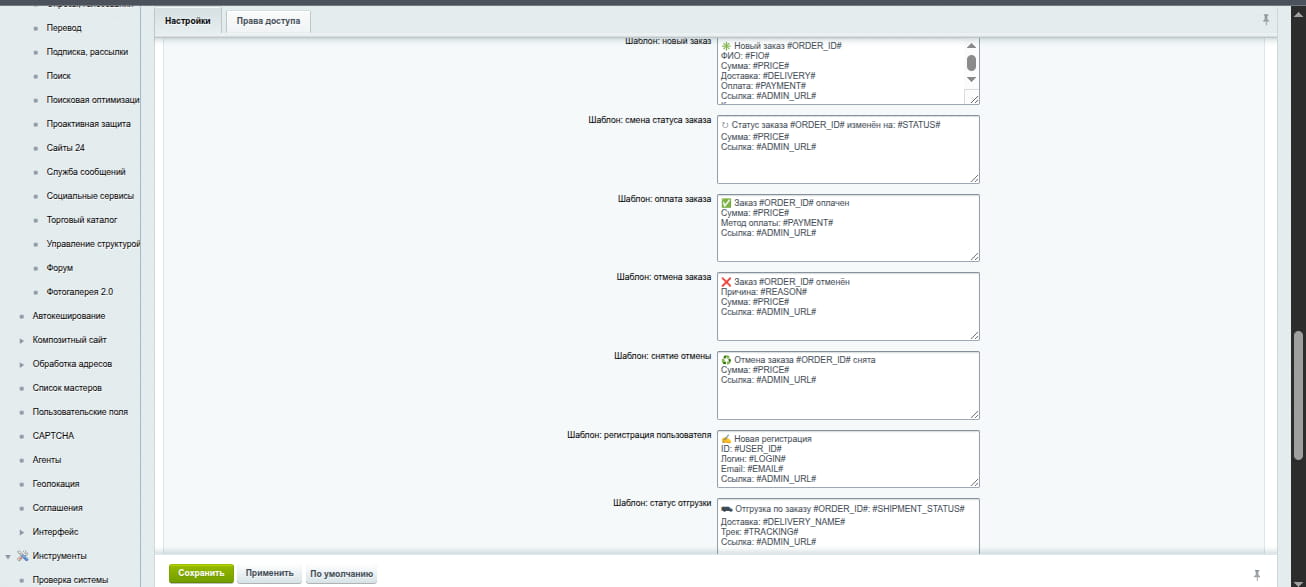 Перевод
Подписка, рассылки
Поиск
Поисковая оптимизаци
Проактивная защита
Сайты 24
Служба сообщений
Социальные сервисы
Торговый каталог
Управление структурой
Форум
Фотогалерея 2.0
Автокеширование
Композитный сайт
Обработка адресов
Список мастеров
Пользовательские поля
CAPTCHA
Агенты
Геолокация
Соглашения
Интерфейс
Инструменты
Проверка системы
Настройки
Права доступа
Шаблон: новый заказ
Новый заказ #ORDER_ID#
ФИО: #FIO#
Сумма: #PRICE#
Доставка: #DELIVERY#
Оплата: #PAYMENT#
Ссылка: #ADMIN_URL#
Шаблон: смена статуса заказа
Статус заказа #ORDER_ID# изменён на: #STATUS#
Сумма: #PRICE#
Ссылка: #ADMIN_URL#
Шаблон: оплата заказа
Заказ #ORDER_ID# оплачен
Сумма: #PRICE#
Метод оплаты: #PAYMENT#
Ссылка: #ADMIN_URL#
Шаблон: отмена заказа
Заказ #ORDER_ID# отменён
Причина: #REASON#
Сумма: #PRICE#
Ссылка: #ADMIN_URL#
Шаблон: снятие отмены
Отмена заказа #ORDER_ID# снята
Сумма: #PRICE#
Ссылка: #ADMIN_URL#
Шаблон: регистрация пользователя
Новая регистрация
ID: #USER_ID#
Логин: #LOGIN#
Email: #EMAIL#
Ссылка: #ADMIN_URL#
Шаблон: статус отгрузки
Отгрузка по заказу #ORDER_ID#: #SHIPMENT_STATUS#
Доставка: #DELIVERY_NAME#
Трек: #TRACKING#
Ссылка: #ADMIN_URL#
Сохранить
Применить
По умолчанию